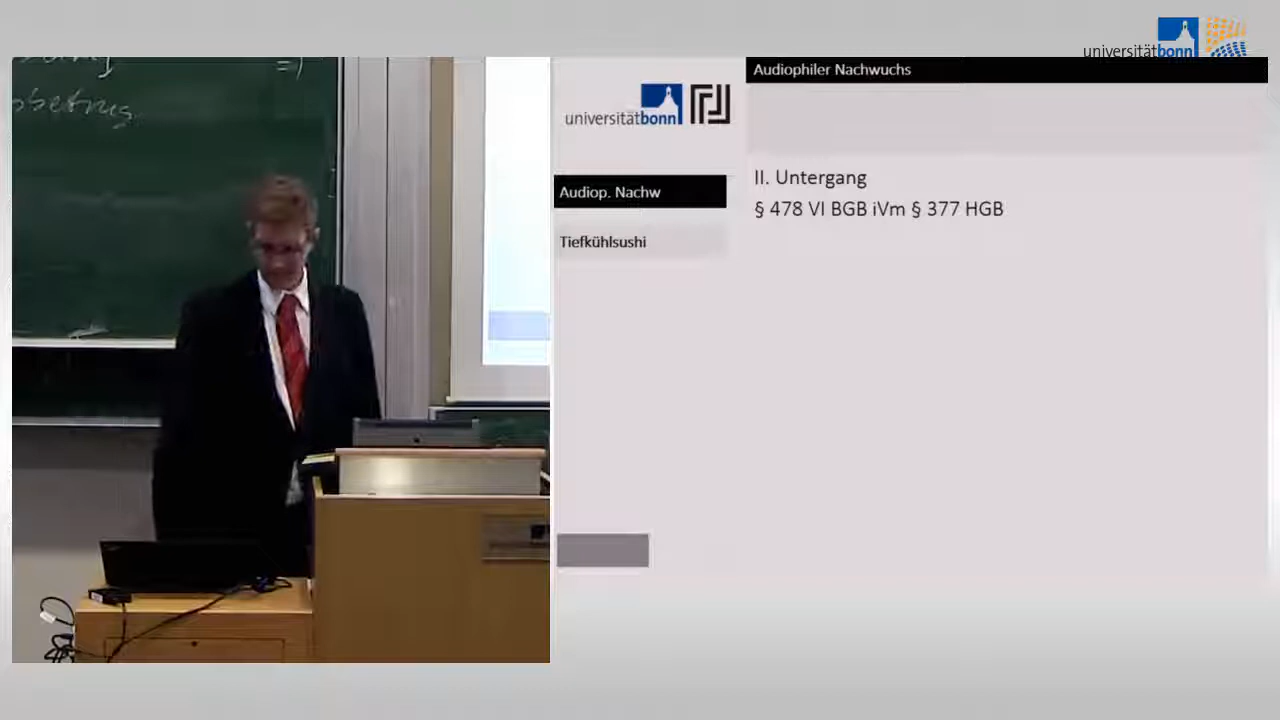 universitätbonn
Audiophiler Nachwuchs
universitätbonn
Audiop. Nachw
II. Untergang
§ 478 VI BGB iVm § 377 HGB
Tiefkühlsushi